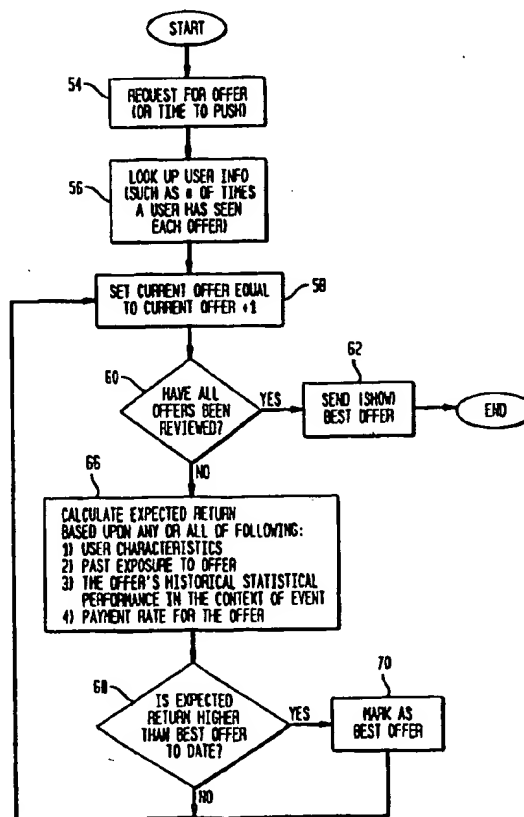 START
54
REQUEST FOR OFFER
(OR TIME TO PUSH)
56
LOOK UP USER INFO
(SUCH AS # OF TIMES
A USER HAS SEEN
EACH OFFER)
SET CURRENT OFFER EQUAL
TO CURRENT OFFER +1
58
60
HAVE ALL
OFFERS BEEN
REVIEWED?
YES
62
SEND (SHOW)
BEST OFFER
END
NO
66
CALCULATE EXPECTED RETURN
BASED UPON ANY OR ALL OF FOLLOWING:
1) USER CHARACTERISTICS
2) PAST EXPOSURE TO OFFER
3) THE OFFER'S HISTORICAL STATISTICAL
PERFORMANCE IN THE CONTEXT OF EVENT
4) PAYMENT RATE FOR THE OFFER
68
IS EXPECTED
RETURN HIGHER
THAN BEST OFFER
TO DATE?
YES
70
MARK AS
BEST OFFER
NO